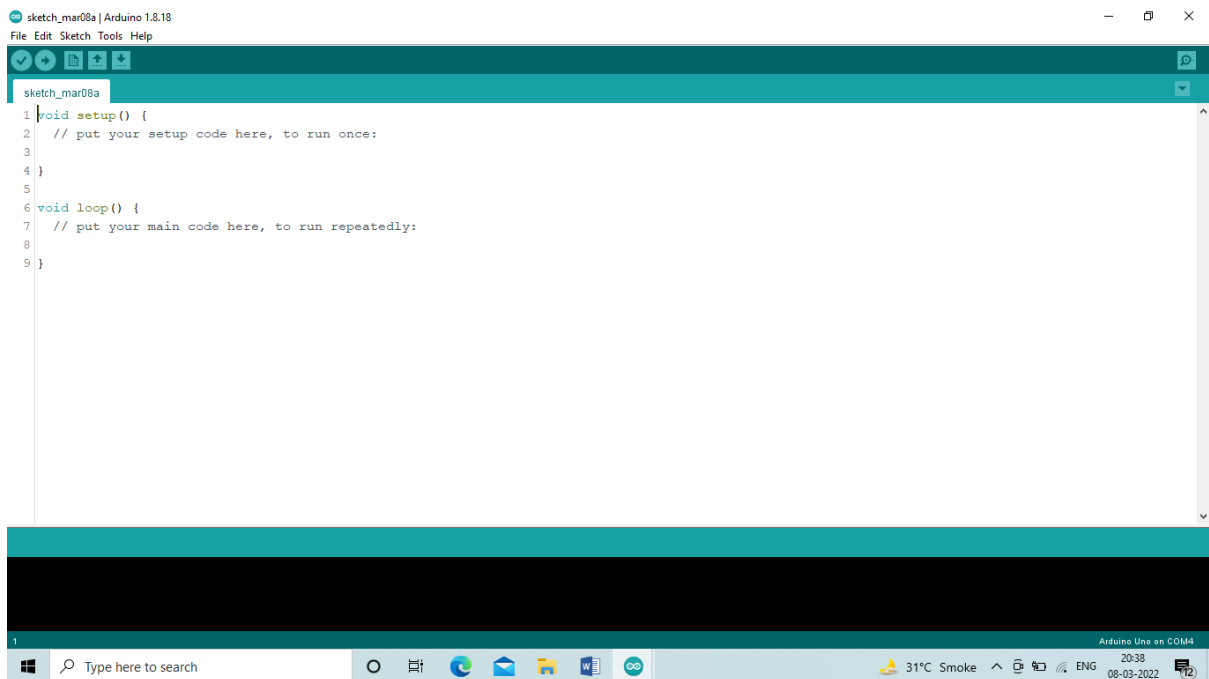 sketch_mar08a | Arduino 1.8.18
File Edit Sketch Tools Help
sketch_mar08a
1 void setup() {
2   // put your setup code here, to run once:
3
4 }
5
6 void loop() {
7   // put your main code here, to run repeatedly:
8
9 }
1 Arduino Uno on COM4
Type here to search 31°C Smoke ENG 20:38
08-03-2022 12